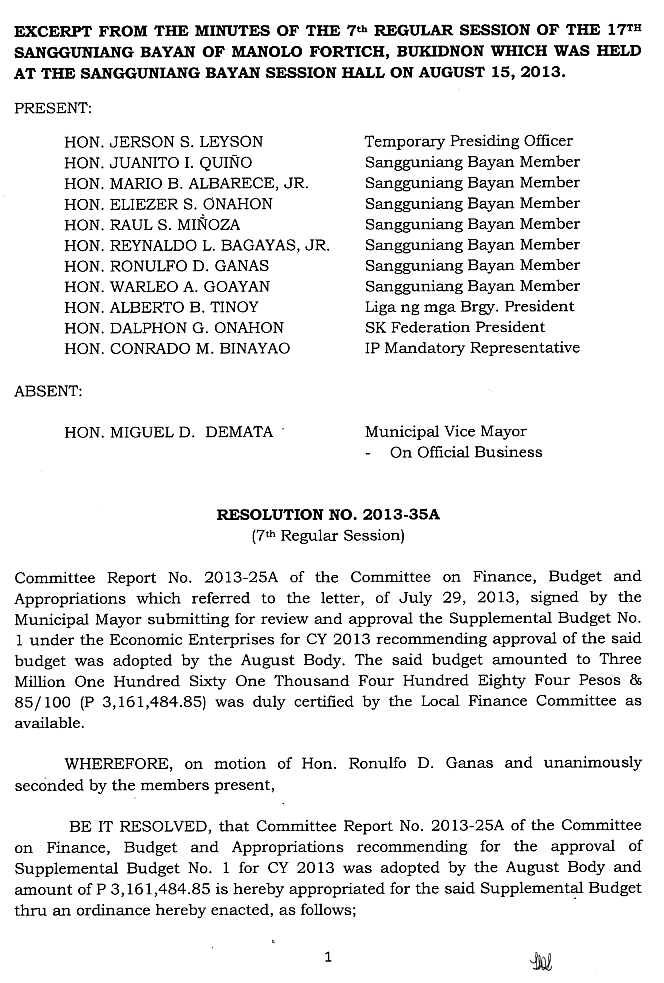 EXCERPT FROM THE MINUTES OF THE 7th REGULAR SESSION OF THE 17TH
SANGGUNIANG BAYAN OF MANOLO FORTICH, BUKIDNON WHICH WAS HELD
AT THE SANGGUNIANG BAYAN SESSION HALL ON AUGUST 15, 2013.
PRESENT:
HON. JERSON S. LEYSON Temporary Presiding Officer
HON. JUANITO I. QUIÑO Sangguniang Bayan Member
HON. MARIO B. ALBARECE, JR. Sangguniang Bayan Member
HON. ELIEZER S. ONAHON Sangguniang Bayan Member
HON. RAUL S. MIÑOZA Sangguniang Bayan Member
HON. REYNALDO L. BAGAYAS, JR. Sangguniang Bayan Member
HON. RONULFO D. GANAS Sangguniang Bayan Member
HON. WARLEO A. GOAYAN Sangguniang Bayan Member
HON. ALBERTO B. TINOY Liga ng mga Brgy. President
HON. DALPHON G. ONAHON SK Federation President
HON. CONRADO M. BINAYAO IP Mandatory Representative
ABSENT:
HON. MIGUEL D. DEMATA Municipal Vice Mayor
- On Official Business
RESOLUTION NO. 2013-35A
(7th Regular Session)
Committee Report No. 2013-25A of the Committee on Finance, Budget and
Appropriations which referred to the letter, of July 29, 2013, signed by the
Municipal Mayor submitting for review and approval the Supplemental Budget No.
1 under the Economic Enterprises for CY 2013 recommending approval of the said
budget was adopted by the August Body. The said budget amounted to Three
Million One Hundred Sixty One Thousand Four Hundred Eighty Four Pesos &
85/100 (P 3,161,484.85) was duly certified by the Local Finance Committee as
available.
WHEREFORE, on motion of Hon. Ronulfo D. Ganas and unanimously
seconded by the members present,
BE IT RESOLVED, that Committee Report No. 2013-25A of the Committee
on Finance, Budget and Appropriations recommending for the approval of
Supplemental Budget No. 1 for CY 2013 was adopted by the August Body and
amount of P 3,161,484.85 is hereby appropriated for the said Supplemental Budget
thru an ordinance hereby enacted, as follows;
1